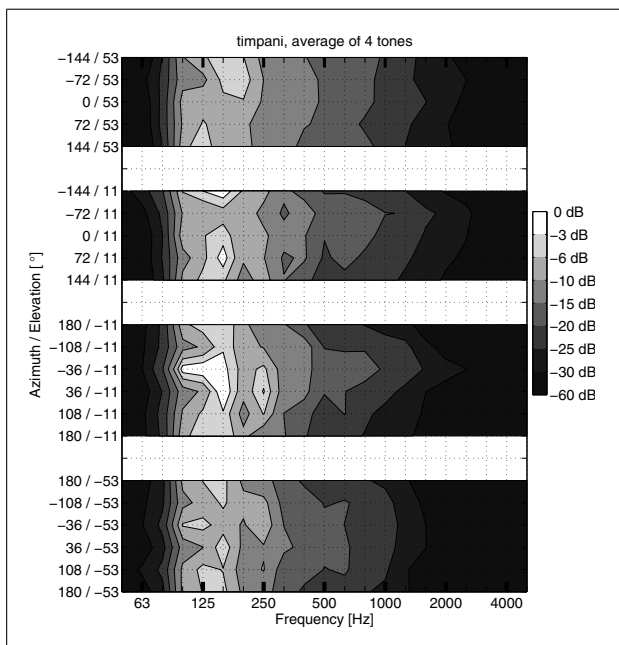 timpani, average of 4 tones
−144 / 53
−72 / 53
0 / 53
72 / 53
144 / 53
−144 / 11
−72 / 11
0 / 11
72 / 11
144 / 11
180 / −11
−108 / −11
−36 / −11
36 / −11
108 / −11
180 / −11
180 / −53
−108 / −53
−36 / −53
36 / −53
108 / −53
180 / −53
Azimuth / Elevation [ °]
63 125 250 500 1000 2000 4000
Frequency [Hz]
0 dB
−3 dB
−6 dB
−10 dB
−15 dB
−20 dB
−25 dB
−30 dB
−60 dB